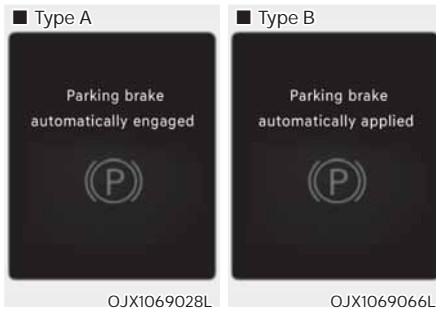 ■ Type A
Parking brake
automatically engaged
P
OJX1069028L
■ Type B
Parking brake
automatically applied
P
OJX1069066L